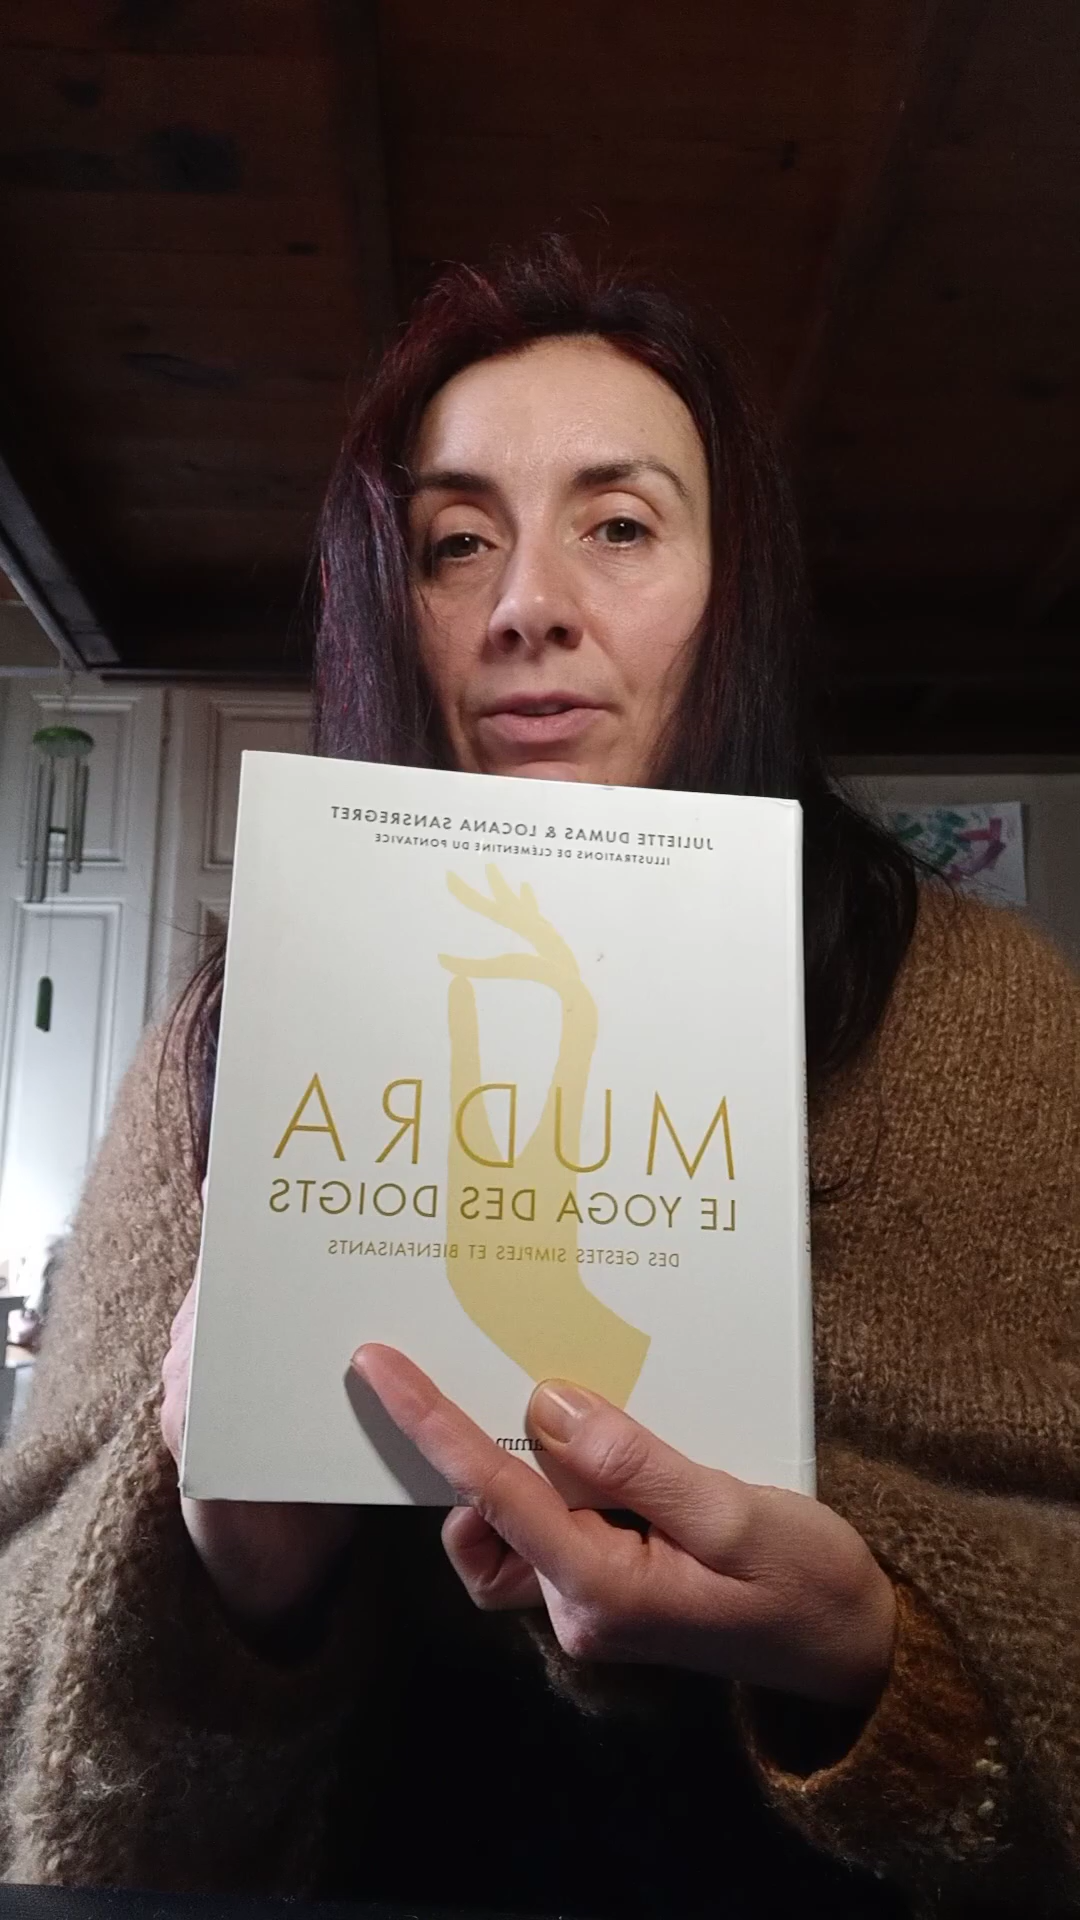 JULIETTE DUMAS & LOCANA SANSREGRET
ILLUSTRATIONS DE CLÉMENTINE DU PONTAVICE
MUDRA
LE YOGA DES DOIGTS
DES GESTES SIMPLES ET BIENFAISANTS